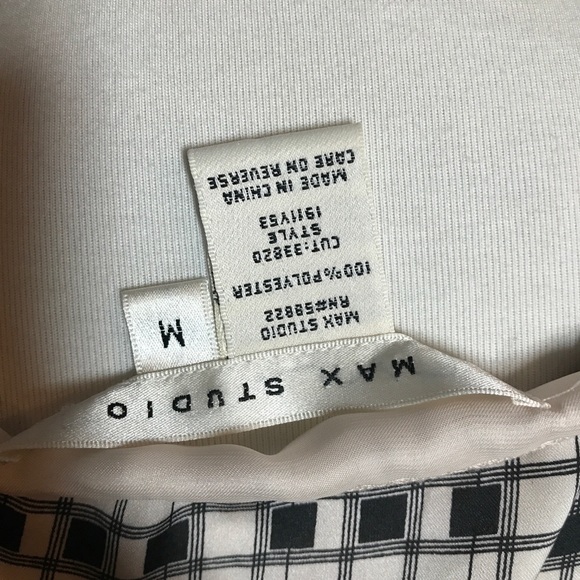 MAX STUDIO
M
MAX STUDIO
RN#58822
100%POLYESTER
CUT:33820
STYLE
1911Y53
MADE IN CHINA
CARE ON REVERSE